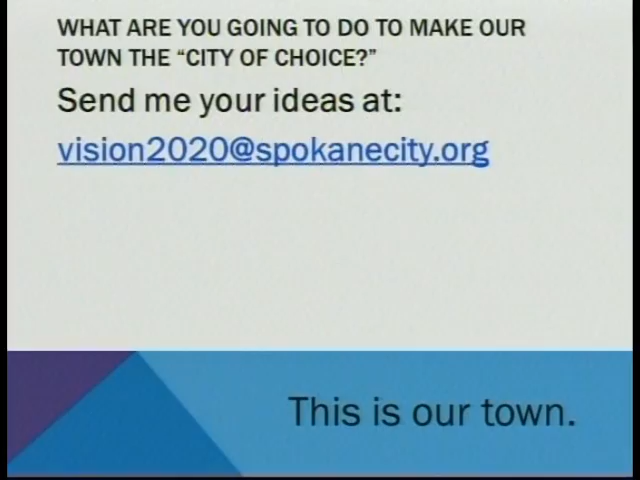 WHAT ARE YOU GOING TO DO TO MAKE OUR
TOWN THE “CITY OF CHOICE?”
Send me your ideas at:
vision2020@spokanecity.org
This is our town.